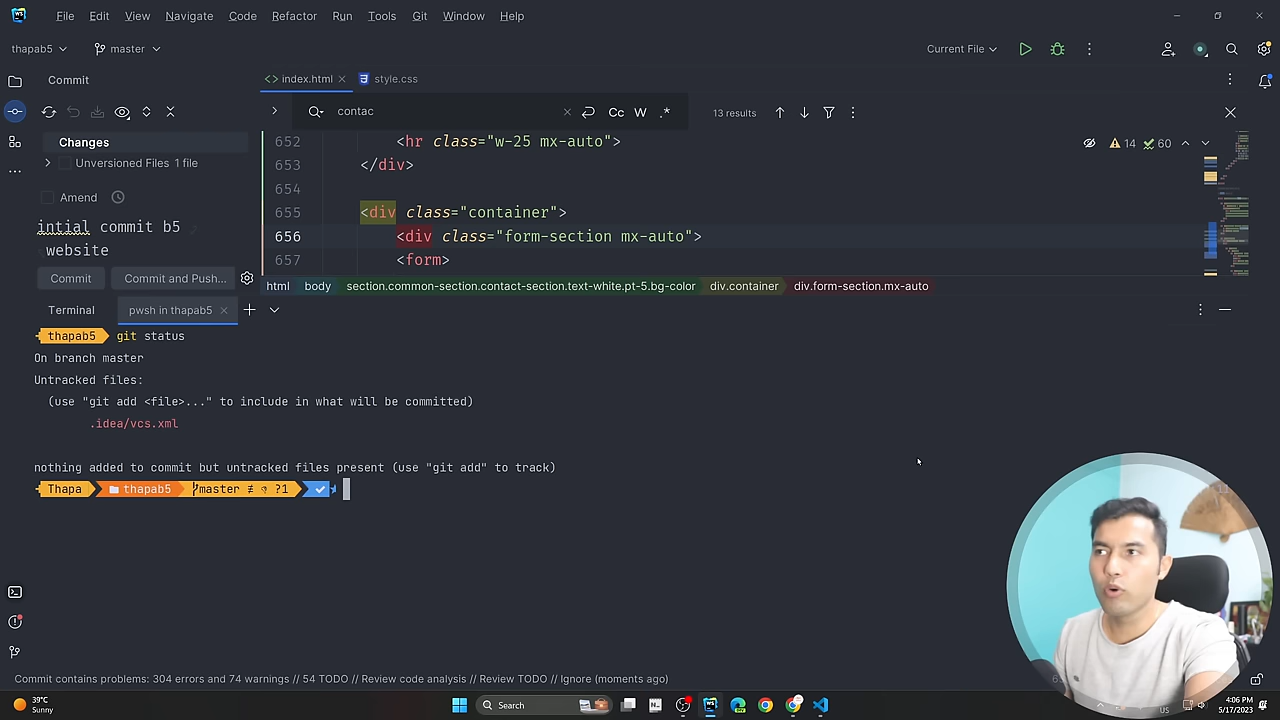 WS File Edit View Navigate Code Refactor Run Tools Git Window Help
thapab5 master Current File
Commit <> index.html style.css
contac Cc W .* 13 results
Changes
Unversioned Files 1 file
Amend
intial commit b5
website
Commit Commit and Push...
652 <hr class="w-25 mx-auto">
653 </div>
654
655 <div class="container">
656 <div class="form-section mx-auto">
657 <form>
14 60
html body section.common-section.contact-section.text-white.pt-5.bg-color div.container div.form-section.mx-auto
Terminal pwsh in thapab5
thapab5 git status
On branch master
Untracked files:
(use "git add <file>..." to include in what will be committed)
.idea/vcs.xml
nothing added to commit but untracked files present (use "git add" to track)
Thapa thapab5 master ≢ ?1
Commit contains problems: 304 errors and 74 warnings // 54 TODO // Review code analysis // Review TODO // Ignore (moments ago)
39°C
Sunny
Search
US
4:06 PM
5/17/2023